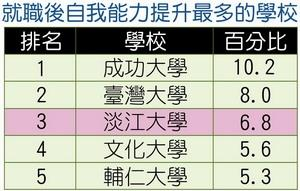 就職後自我能力提升最多的學校
排名 學校 百分比
1 成功大學 10.2
2 臺灣大學 8.0
3 淡江大學 6.8
4 文化大學 5.6
5 輔仁大學 5.3